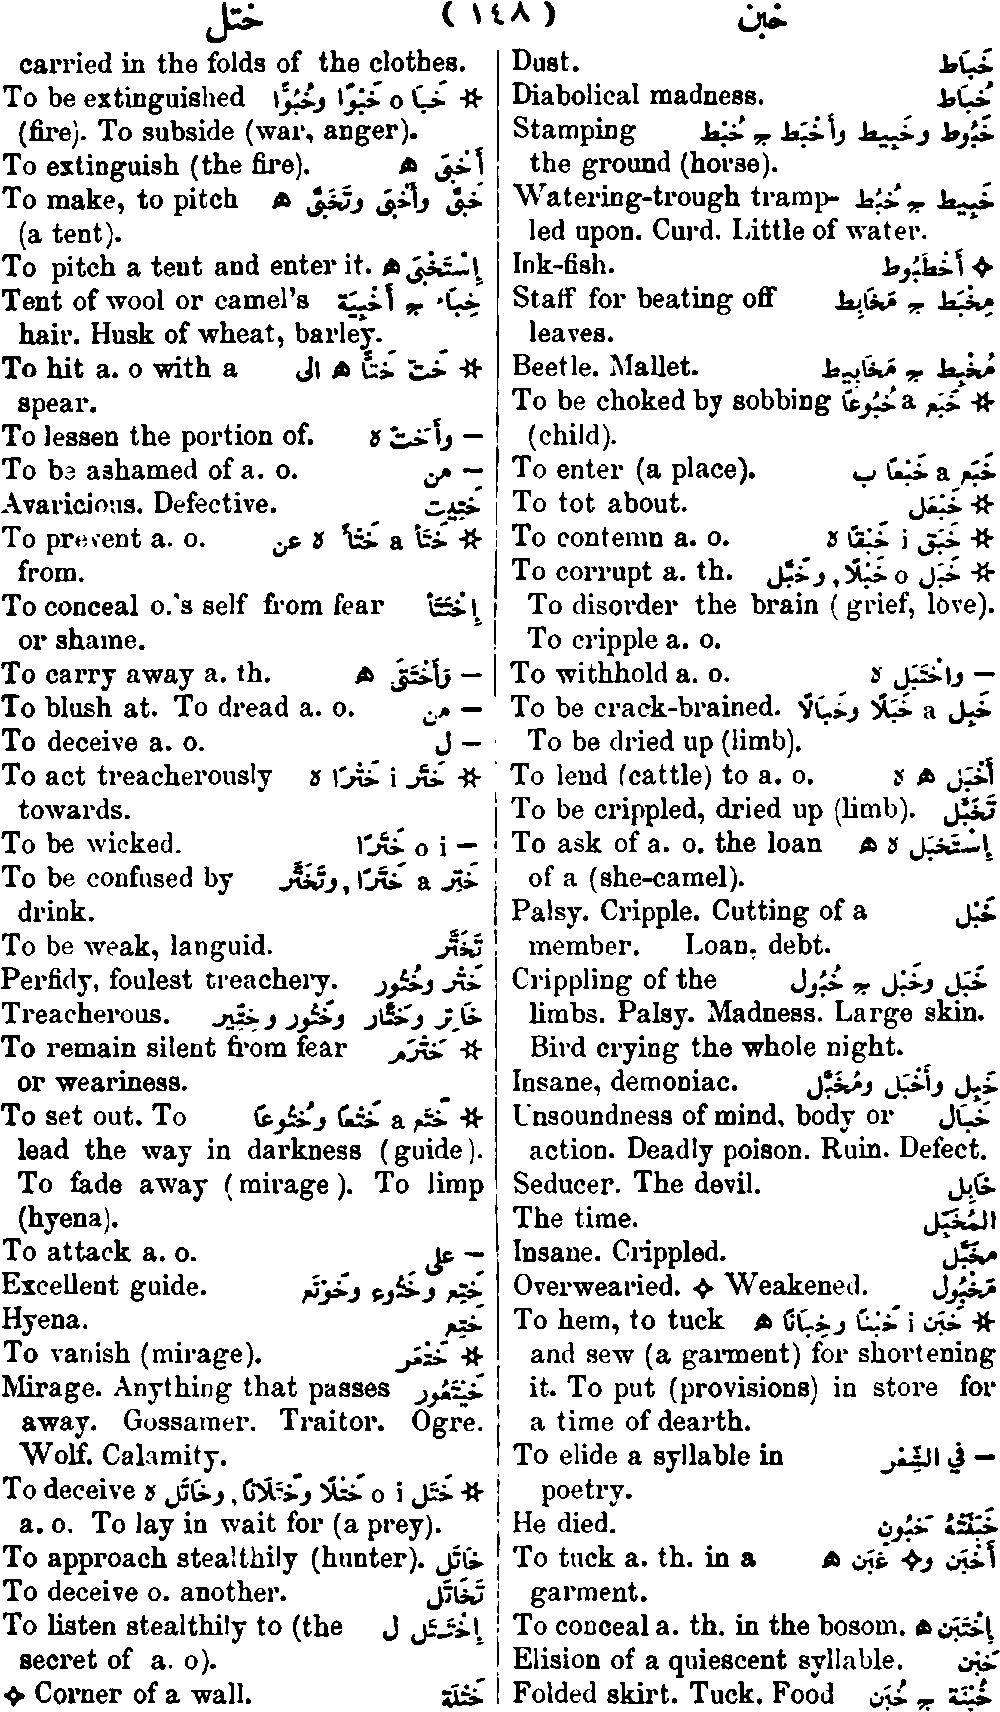 ختل (١٤٨) خبن
Dust. خَبَاط
Diabolical madness. خُبَاط
Stamping خَبُوط وخَبِيط وأَخْبَط ج خُبْط
the ground (horse).
Watering-trough tramp- خَبِيط ج خُبُط
led upon. Curd. Little of water.
Ink-fish. ✧ أَخْطَبُوط
Staff for beating off مِخْبَط ج مَخَابِط
leaves.
Beetle. Mallet. مُخْبِط ج مَخَابِيط
To be choked by sobbing ✲ خَبَع a خُبُوعًا
(child).
To enter (a place). خَبَع a خَبْعًا ب
To tot about. ✲ خَبْعَل
To contemn a. o. ✲ خَبَق i خَبْقًا ه
To corrupt a. th. ✲ خَبَل o خَبْلًا, وخَبَّل
To disorder the brain (grief, love).
To cripple a. o.
To withhold a. o. — واخْتَبَل ه
To be crack-brained. خَبِل a خَبَلًا وخَبَالًا
To be dried up (limb).
To lend (cattle) to a. o. أَخْبَل ه ه
To be crippled, dried up (limb). تَخَبَّل
To ask of a. o. the loan إِسْتَخْبَل ه ه
of a (she-camel).
Palsy. Cripple. Cutting of a خَبْل
member. Loan, debt.
Crippling of the خَبَل وخَبْل ج خُبُول
limbs. Palsy. Madness. Large skin.
Bird crying the whole night.
Insane, demoniac. خَبِل وأَخْبَل ومُخَبَّل
Unsoundness of mind, body or خَبَال
action. Deadly poison. Ruin. Defect.
Seducer. The devil. خَابِل
The time. المُخَبِّل
Insane. Crippled. مخَبَّل
Overwearied. ✧ Weakened. مَخْبُول
To hem, to tuck ✲ خَبَن i خَبْنًا وخِبَانًا ه
and sew (a garment) for shortening
it. To put (provisions) in store for
a time of dearth.
To elide a syllable in — في الشِّعْر
poetry.
He died. خَبَنَتْهُ خَبُون
To tuck a. th. in a أَخْبَن و✧ غَبَن ه
garment.
To conceal a. th. in the bosom. إِخْتَبَن ه
Elision of a quiescent syllable. خَبْن
Folded skirt. Tuck. Food خُبْنَة ج خُبَن
carried in the folds of the clothes.
To be extinguished ✲ خَبَا o خَبْوًا وخُبُوًّا
(fire). To subside (war, anger).
To extinguish (the fire). أَخْبَى ه
To make, to pitch خَبَّى وأَخْبَى وتَخَبَّى ه
(a tent).
To pitch a tent and enter it. إِسْتَخْبَى ه
Tent of wool or camel's خِبَاء ج أَخْبِيَة
hair. Husk of wheat, barley.
To hit a. o with a ✲ خَتَّ خَتًّا ه الى
spear.
To lessen the portion of. — وأَخَتَّ ه
To be ashamed of a. o. — من
Avaricious. Defective. خَتِيت
To prevent a. o. ✲ خَتَأَ a خَتْأً ه عن
from.
To conceal o.'s self from fear إِخْتَتَأَ
or shame.
To carry away a. th. — وَأَخْتَتَى ه
To blush at. To dread a. o. — من
To deceive a. o. — ل
To act treacherously ✲ خَتَر i خَتْرًا ه
towards.
To be wicked. — o i خَتْرًا
To be confused by خَتِر a خَتَرًا, وتَخَتَّر
drink.
To be weak, languid. تَخَتَّر
Perfidy, foulest treachery. خَتْر وخُتُور
Treacherous. خَاتِر وخَتَّار وخَتُور وخِتِّير
To remain silent from fear ✲ خَتْرَم
or weariness.
To set out. To ✲ خَتَع a خَتْعًا وخُتُوعًا
lead the way in darkness (guide).
To fade away (mirage). To limp
(hyena).
To attack a. o. — على
Excellent guide. خَتِع وخَتُوع وخَوْتَع
Hyena. خَتِع
To vanish (mirage). ✲ خَتْعَر
Mirage. Anything that passes خَيْتَعُور
away. Gossamer. Traitor. Ogre.
Wolf. Calamity.
To deceive ✲ خَتَل o i خَتْلًا وخَتَلَانًا, وخَاتَل ه
a. o. To lay in wait for (a prey).
To approach stealthily (hunter). خَاتَل
To deceive o. another. تَخَاتَل
To listen stealthily to (the إِخْتَتَل ل
secret of a. o).
✧ Corner of a wall. خَتْلَة